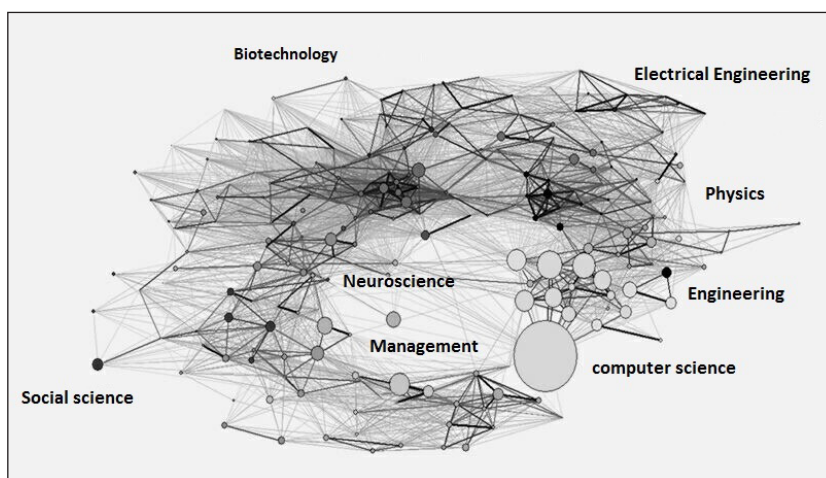 Biotechnology
Electrical Engineering
Physics
Neuroscience
Engineering
Management
computer science
Social science